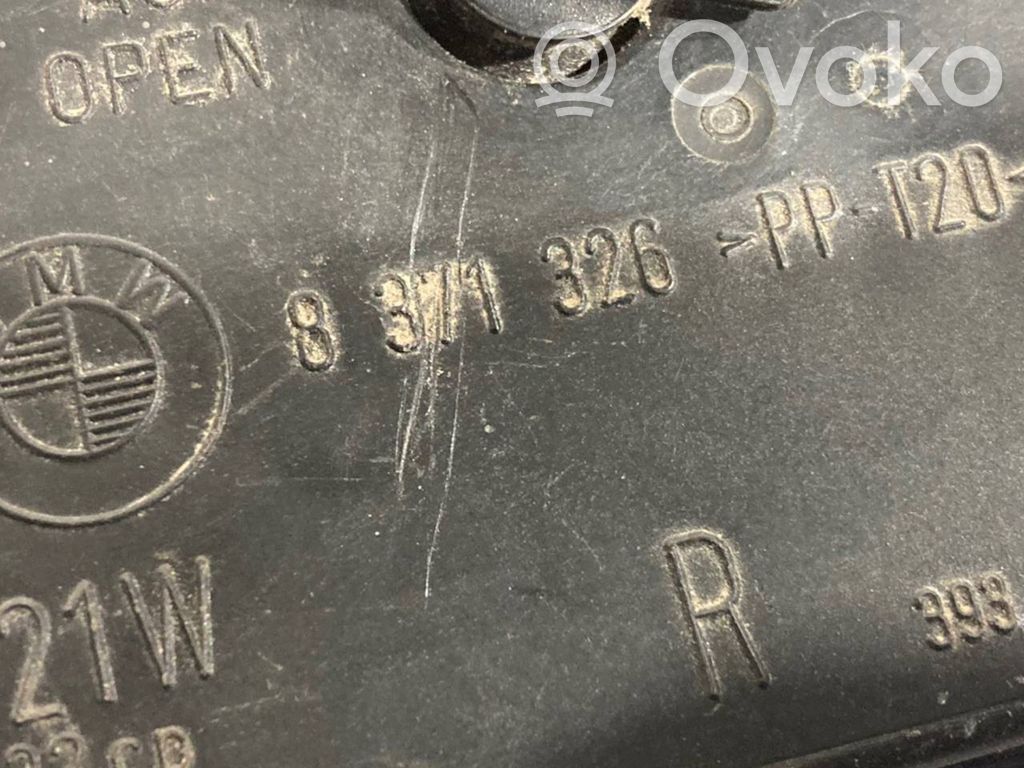 OPEN
Ovoko
BMW
8 371 326 >PP-T20-
21W
R
393